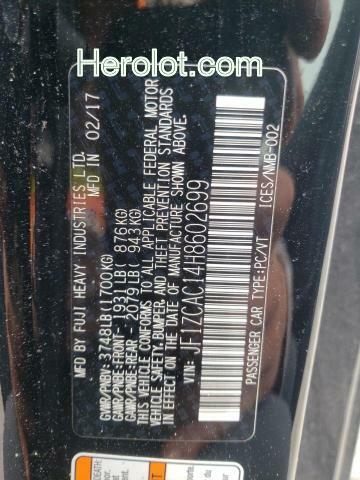 Herolot.com
MFD BY FUJI HEAVY INDUSTRIES LTD.
MFD IN 02/17
GVWR/PNBV: 3748LB(1700KG)
GAWR/PNBE:FRONT-1931LB( 876KG)
GAWR/PNBE:REAR -2079LB( 943KG)
THIS VEHICLE CONFORMS TO ALL APPLICABLE FEDERAL MOTOR
VEHICLE SAFETY,BUMPER, AND THEFT PREVENTION STANDARDS
IN EFFECT ON THE DATE OF MANUFACTURE SHOWN ABOVE.
VIN: JF1ZCAC14H8602699
PASSENGER CAR TYPE:PC/VT
ICES/NMB-002
Herolot.com